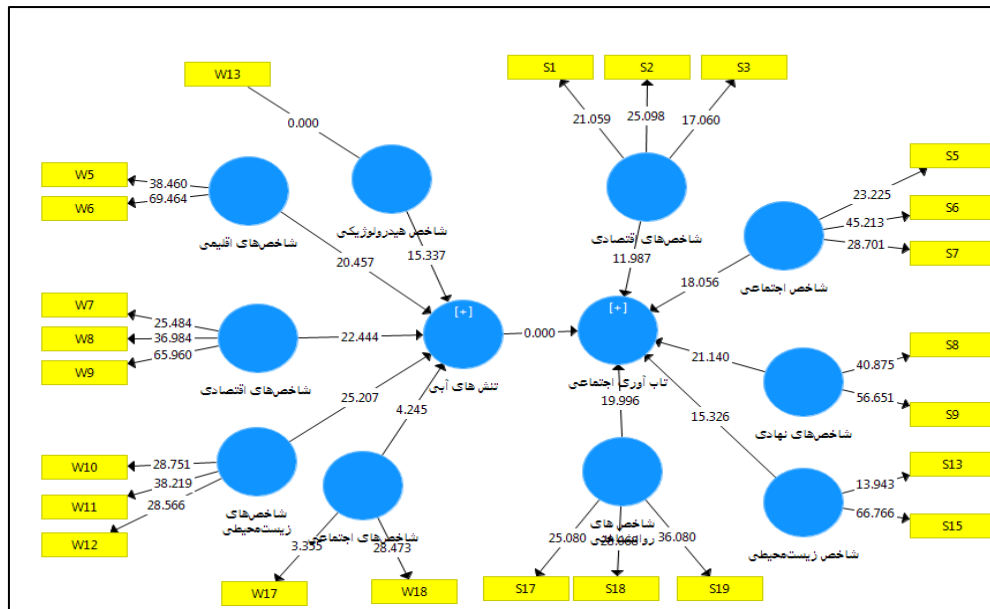 S1
S2
S3
W13
21.059
25.098
17.060
0.000
S5
W5
38.460
23.225
W6
69.464
S6
45.213
شاخص‌های اقلیمی
شاخص هیدرولوژیکی
شاخص‌های اقتصادی
S7
28.701
20.457
15.337
11.987
18.056
شاخص اجتماعی
W7
25.484
[+]
[+]
W8
36.984
22.444
0.000
S8
W9
65.960
21.140
40.875
شاخص‌های اقتصادی
تنش های آبی
تاب آوری اجتماعی
56.651
25.207
4.245
19.996
15.326
شاخص‌های نهادی
S9
W10
28.751
S13
38.219
13.943
W11
28.566
شاخص‌های
زیست‌محیطی
شاخص‌های اجتماعی
شاخص های
66.766
S15
W12
3.355
28.473
25.080
36.080
شاخص زیست‌محیطی
W17
W18
S17
S18
S19